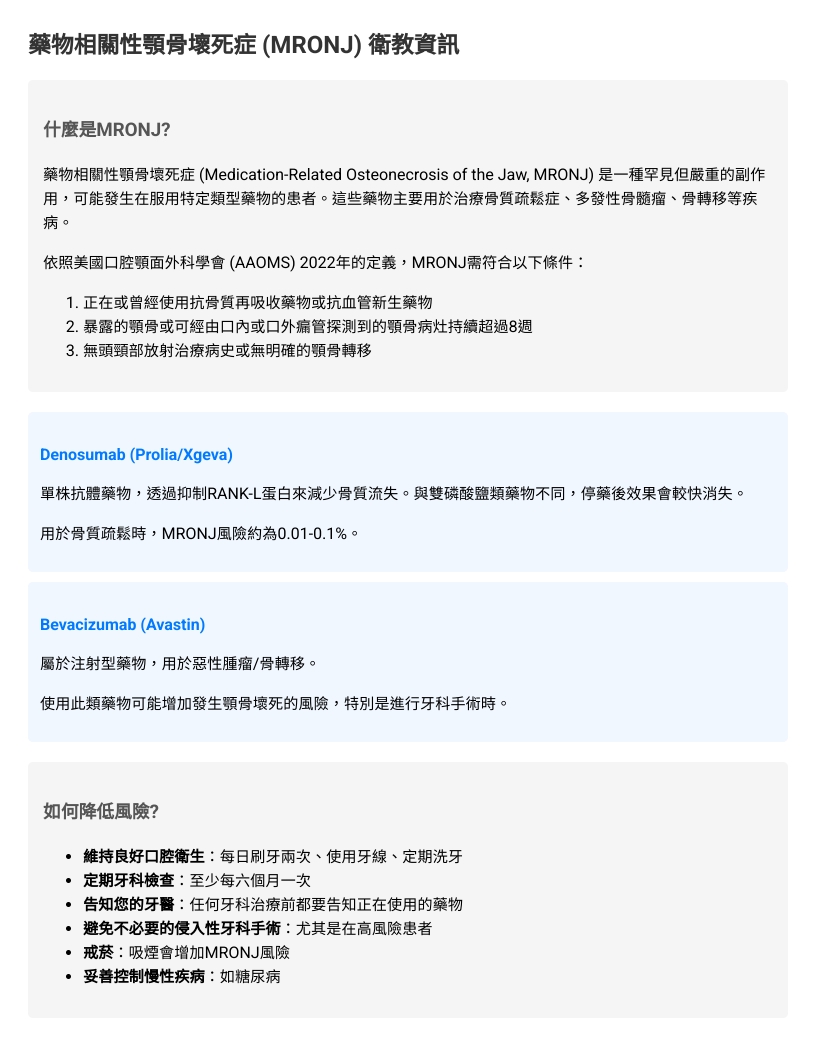 藥物相關性顎骨壞死症 (MRONJ) 衛教資訊
什麼是MRONJ?
藥物相關性顎骨壞死症 (Medication-Related Osteonecrosis of the Jaw, MRONJ) 是一種罕見但嚴重的副作
用，可能發生在服用特定類型藥物的患者。這些藥物主要用於治療骨質疏鬆症、多發性骨髓瘤、骨轉移等疾
病。
依照美國口腔顎面外科學會 (AAOMS) 2022年的定義，MRONJ需符合以下條件：
1. 正在或曾經使用抗骨質再吸收藥物或抗血管新生藥物
2. 暴露的顎骨或可經由口內或口外瘺管探測到的顎骨病灶持續超過8週
3. 無頭頸部放射治療病史或無明確的顎骨轉移
Denosumab (Prolia/Xgeva)
單株抗體藥物，透過抑制RANK-L蛋白來減少骨質流失。與雙磷酸鹽類藥物不同，停藥後效果會較快消失。
用於骨質疏鬆時，MRONJ風險約為0.01-0.1%。
Bevacizumab (Avastin)
屬於注射型藥物，用於惡性腫瘤/骨轉移。
使用此類藥物可能增加發生顎骨壞死的風險，特別是進行牙科手術時。
如何降低風險?
• 維持良好口腔衛生：每日刷牙兩次、使用牙線、定期洗牙
• 定期牙科檢查：至少每六個月一次
• 告知您的牙醫：任何牙科治療前都要告知正在使用的藥物
• 避免不必要的侵入性牙科手術：尤其是在高風險患者
• 戒菸：吸煙會增加MRONJ風險
• 妥善控制慢性疾病：如糖尿病